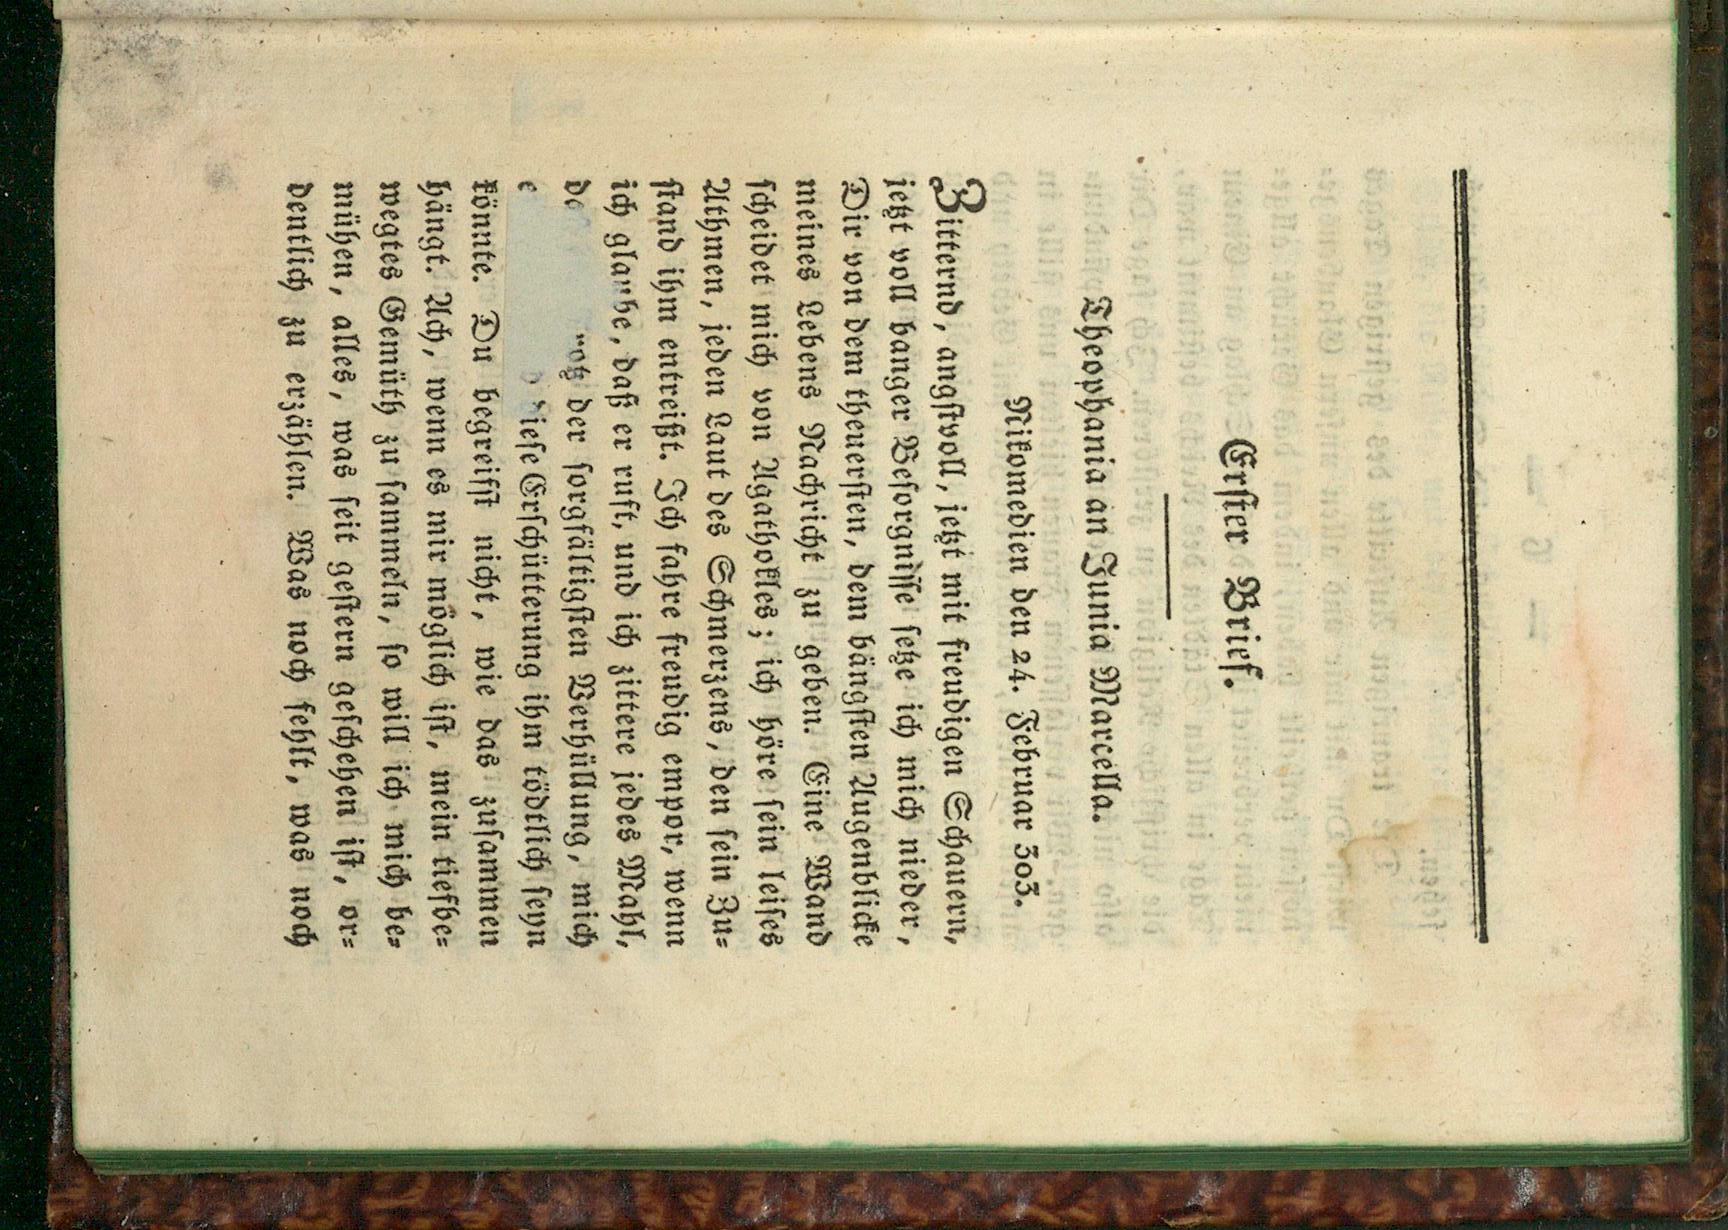 Erſter Brief.
Theophania an Junia Marcella.
Nikomedien den 24. Februar 303.
Zitternd, angſtvoll, jetzt mit freudigen Schauern,
jetzt voll banger Beſorgniſſe ſetze ich mich nieder,
Dir von dem theuerſten, dem bängſten Augenblicke
meines Lebens Nachricht zu geben. Eine Wand
ſcheidet mich von Agathokles; ich höre ſein leiſes
Athmen, jeden Laut des Schmerzens, den ſein Zu⸗
ſtand ihm entreißt. Ich fahre freudig empor, wenn
ich glaube, daß er ruft, und ich zittere jedes Mahl,
der ſorgfältigſten Verhüllung, mich
dieſe Erſchütterung ihm tödtlich ſeyn
könnte. Du begreifſt nicht, wie das zuſammen
hängt. Ach, wenn es mir möglich iſt, mein tiefbe⸗
wegtes Gemüth zu ſammeln, ſo will ich mich be⸗
mühen, alles, was ſeit geſtern geſchehen iſt, or⸗
dentlich zu erzählen. Was noch fehlt, was noch